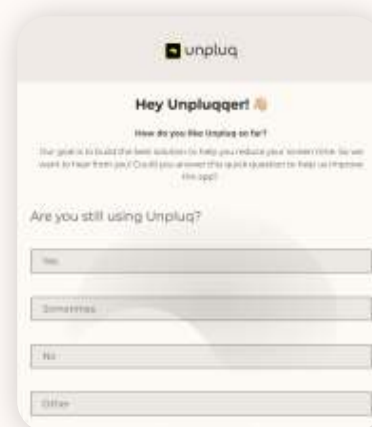 unpluq
Hey Unpluqqer! 👋🏼
How do you like Unpluq so far?
Our goal is to build the best solution to help you reduce your screen time. So we
want to hear from you! Could you answer this quick question to help us improve
the app?
Are you still using Unpluq?
Yes
Sometimes
No
Other